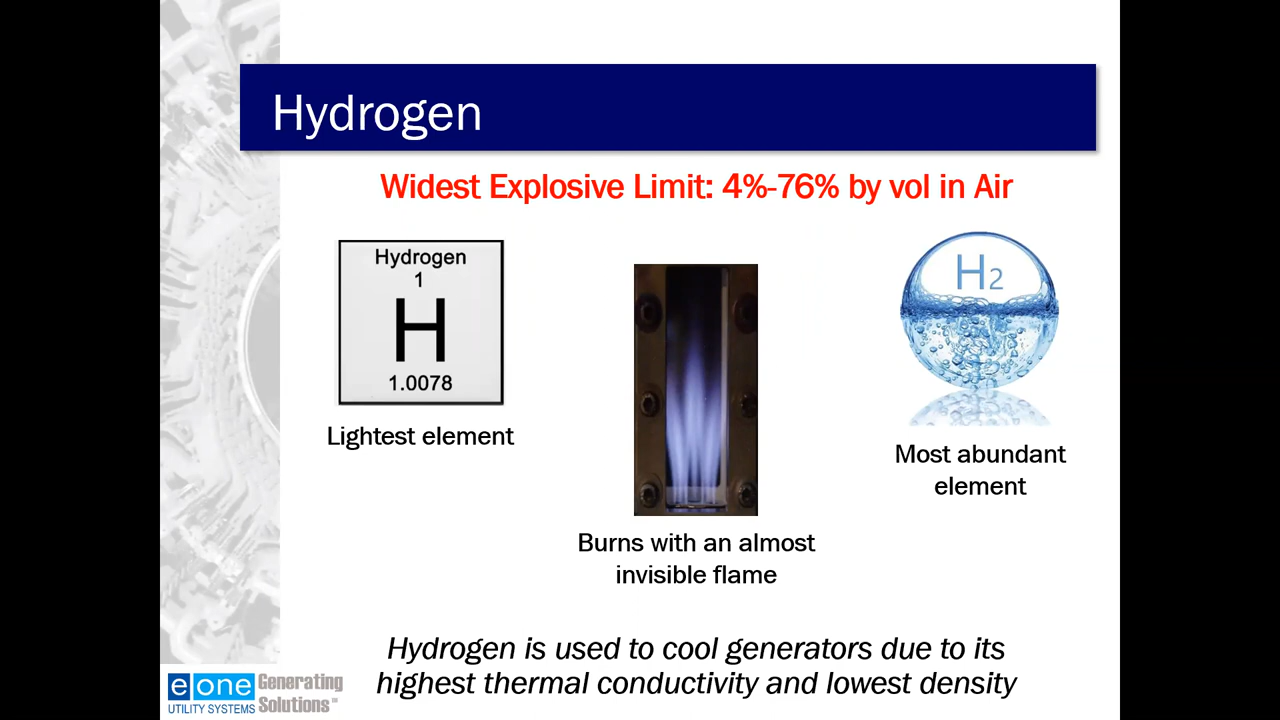 Hydrogen
Widest Explosive Limit: 4%-76% by vol in Air
Hydrogen
1
H
1.0078
Lightest element
Burns with an almost
invisible flame
H2
Most abundant
element
Hydrogen is used to cool generators due to its
highest thermal conductivity and lowest density
e one
UTILITY SYSTEMS
Generating
Solutions℠